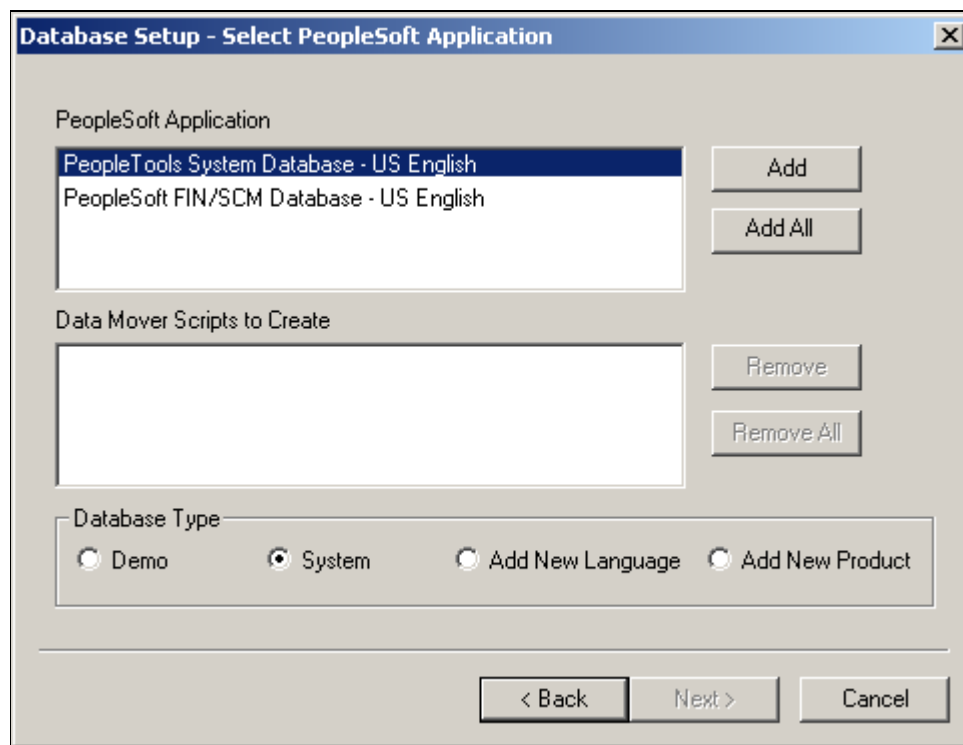 Database Setup - Select PeopleSoft Application
PeopleSoft Application
PeopleTools System Database - US English
PeopleSoft FIN/SCM Database - US English
Add
Add All
Data Mover Scripts to Create
Remove
Remove All
Database Type
Demo System Add New Language Add New Product
< Back Next > Cancel